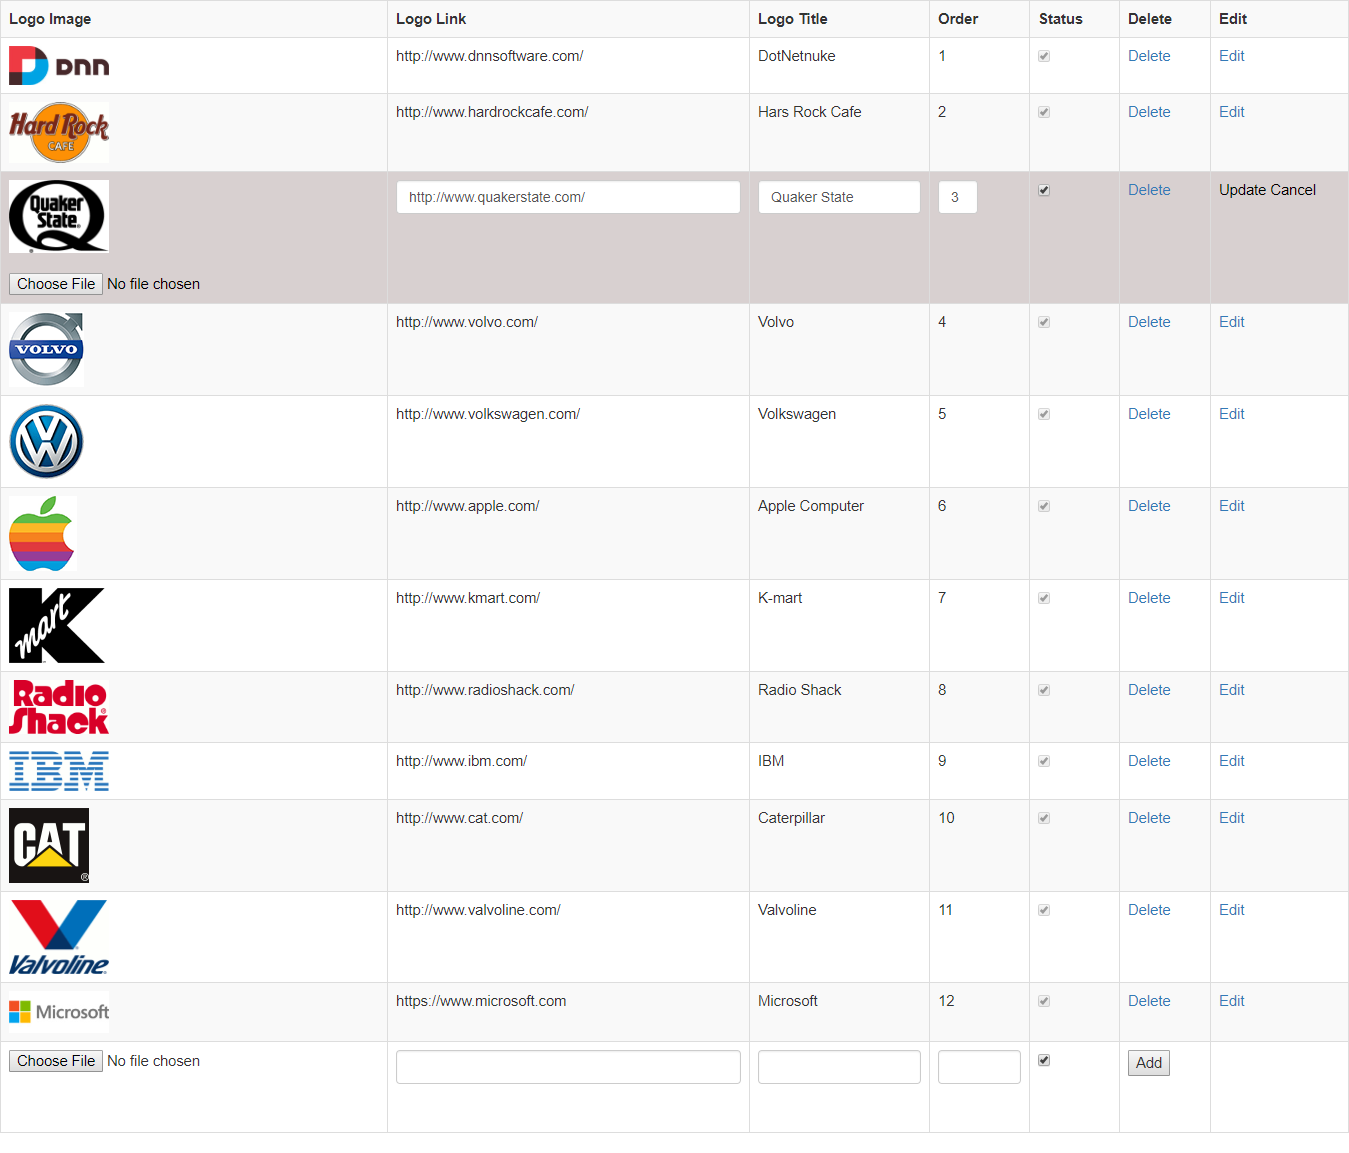 Logo Image Logo Link Logo Title Order Status Delete Edit
DNN http://www.dnnsoftware.com/ DotNetnuke 1 Delete Edit
Hard Rock CAFE http://www.hardrockcafe.com/ Hars Rock Cafe 2 Delete Edit
Quaker State® http://www.quakerstate.com/ Quaker State 3 Delete Update Cancel
Choose File No file chosen
VOLVO http://www.volvo.com/ Volvo 4 Delete Edit
VW http://www.volkswagen.com/ Volkswagen 5 Delete Edit
http://www.apple.com/ Apple Computer 6 Delete Edit
K mart http://www.kmart.com/ K-mart 7 Delete Edit
Radio Shack® http://www.radioshack.com/ Radio Shack 8 Delete Edit
IBM http://www.ibm.com/ IBM 9 Delete Edit
CAT® http://www.cat.com/ Caterpillar 10 Delete Edit
Valvoline http://www.valvoline.com/ Valvoline 11 Delete Edit
Microsoft https://www.microsoft.com Microsoft 12 Delete Edit
Choose File No file chosen Add